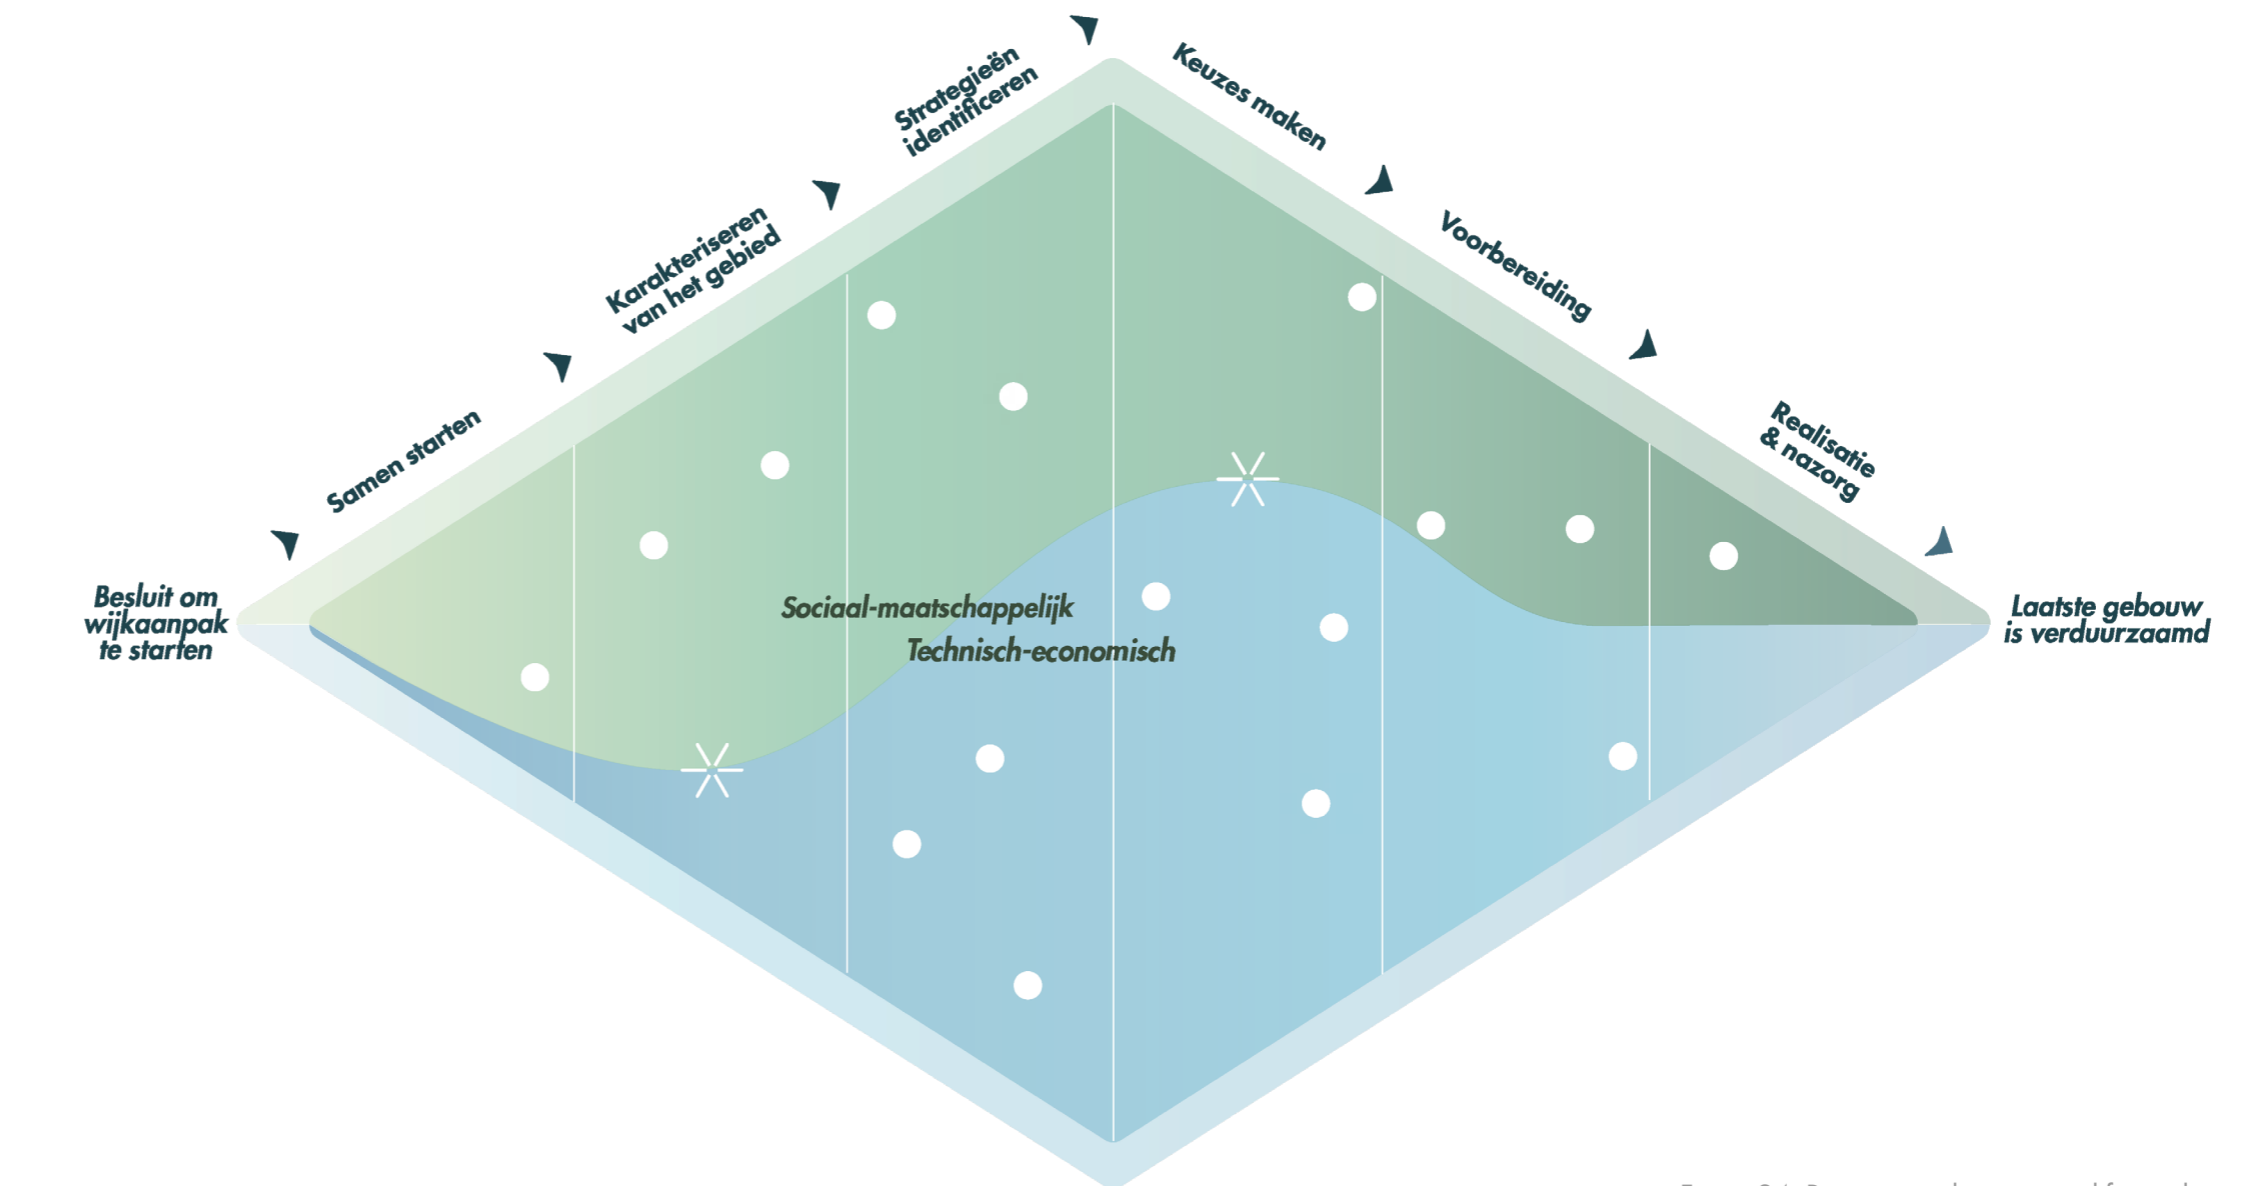 Strategieën
identificeren
Keuzes maken
Karakteriseren
van het gebied
Voorbereiding
Samen starten
Realisatie
& nazorg
Besluit om
wijkaanpak
te starten
Sociaal-maatschappelijk
Technisch-economisch
Laatste gebouw
is verduurzaamd